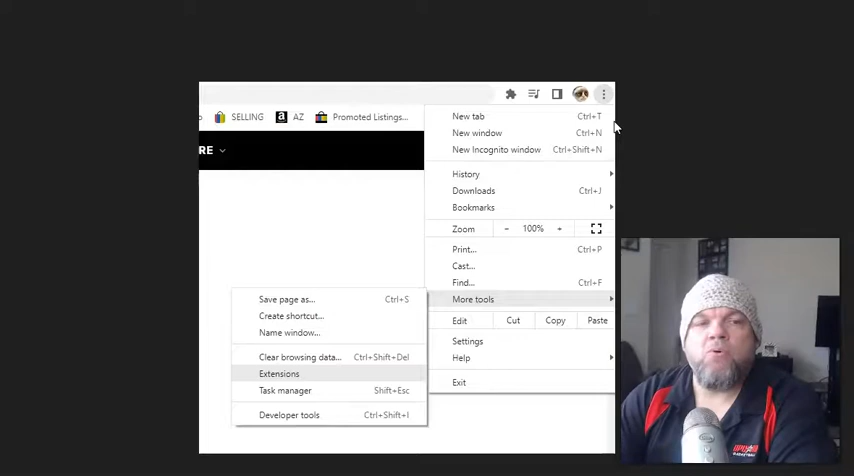 SELLING
AZ
Promoted Listings...
RE
New tab Ctrl+T
New window Ctrl+N
New Incognito window Ctrl+Shift+N
History
Downloads Ctrl+J
Bookmarks
Zoom - 100% +
Print... Ctrl+P
Cast...
Find... Ctrl+F
More tools
Edit Cut Copy Paste
Settings
Help
Exit
Save page as... Ctrl+S
Create shortcut...
Name window...
Clear browsing data... Ctrl+Shift+Del
Extensions
Task manager Shift+Esc
Developer tools Ctrl+Shift+I
BASKETBALL